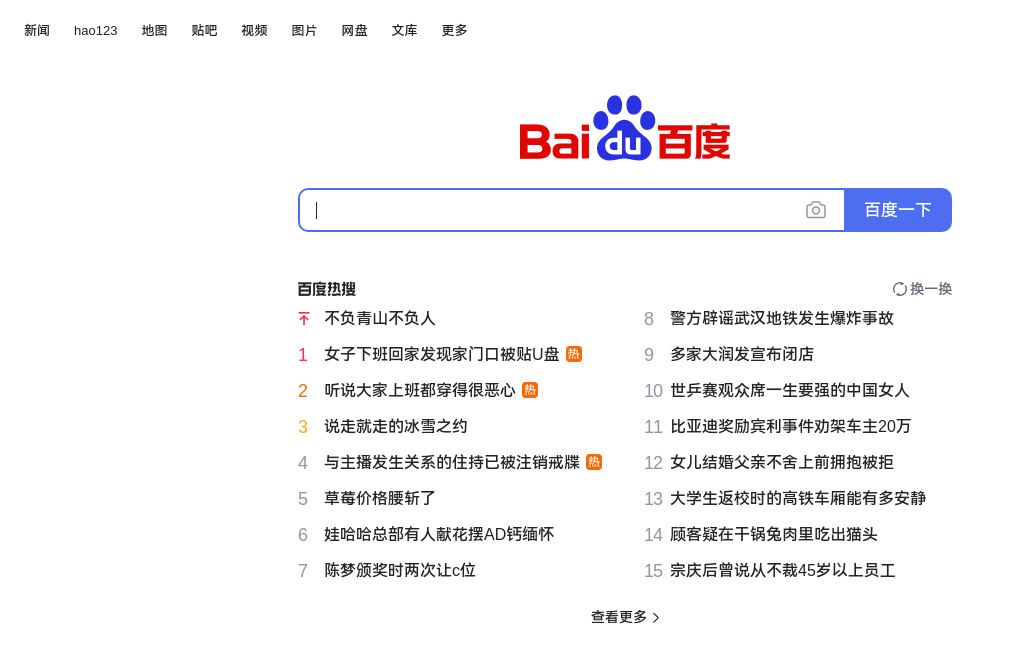 新闻 hao123 地图 贴吧 视频 图片 网盘 文库 更多
Bai du 百度
百度一下
百度热搜
换一换
不负青山不负人
1 女子下班回家发现家门口被贴U盘 热
2 听说大家上班都穿得很恶心 热
3 说走就走的冰雪之约
4 与主播发生关系的住持已被注销戒牒 热
5 草莓价格腰斩了
6 娃哈哈总部有人献花摆AD钙缅怀
7 陈梦颁奖时两次让c位
8 警方辟谣武汉地铁发生爆炸事故
9 多家大润发宣布闭店
10 世乒赛观众席一生要强的中国女人
11 比亚迪奖励宾利事件劝架车主20万
12 女儿结婚父亲不舍上前拥抱被拒
13 大学生返校时的高铁车厢能有多安静
14 顾客疑在干锅兔肉里吃出猫头
15 宗庆后曾说从不裁45岁以上员工
查看更多